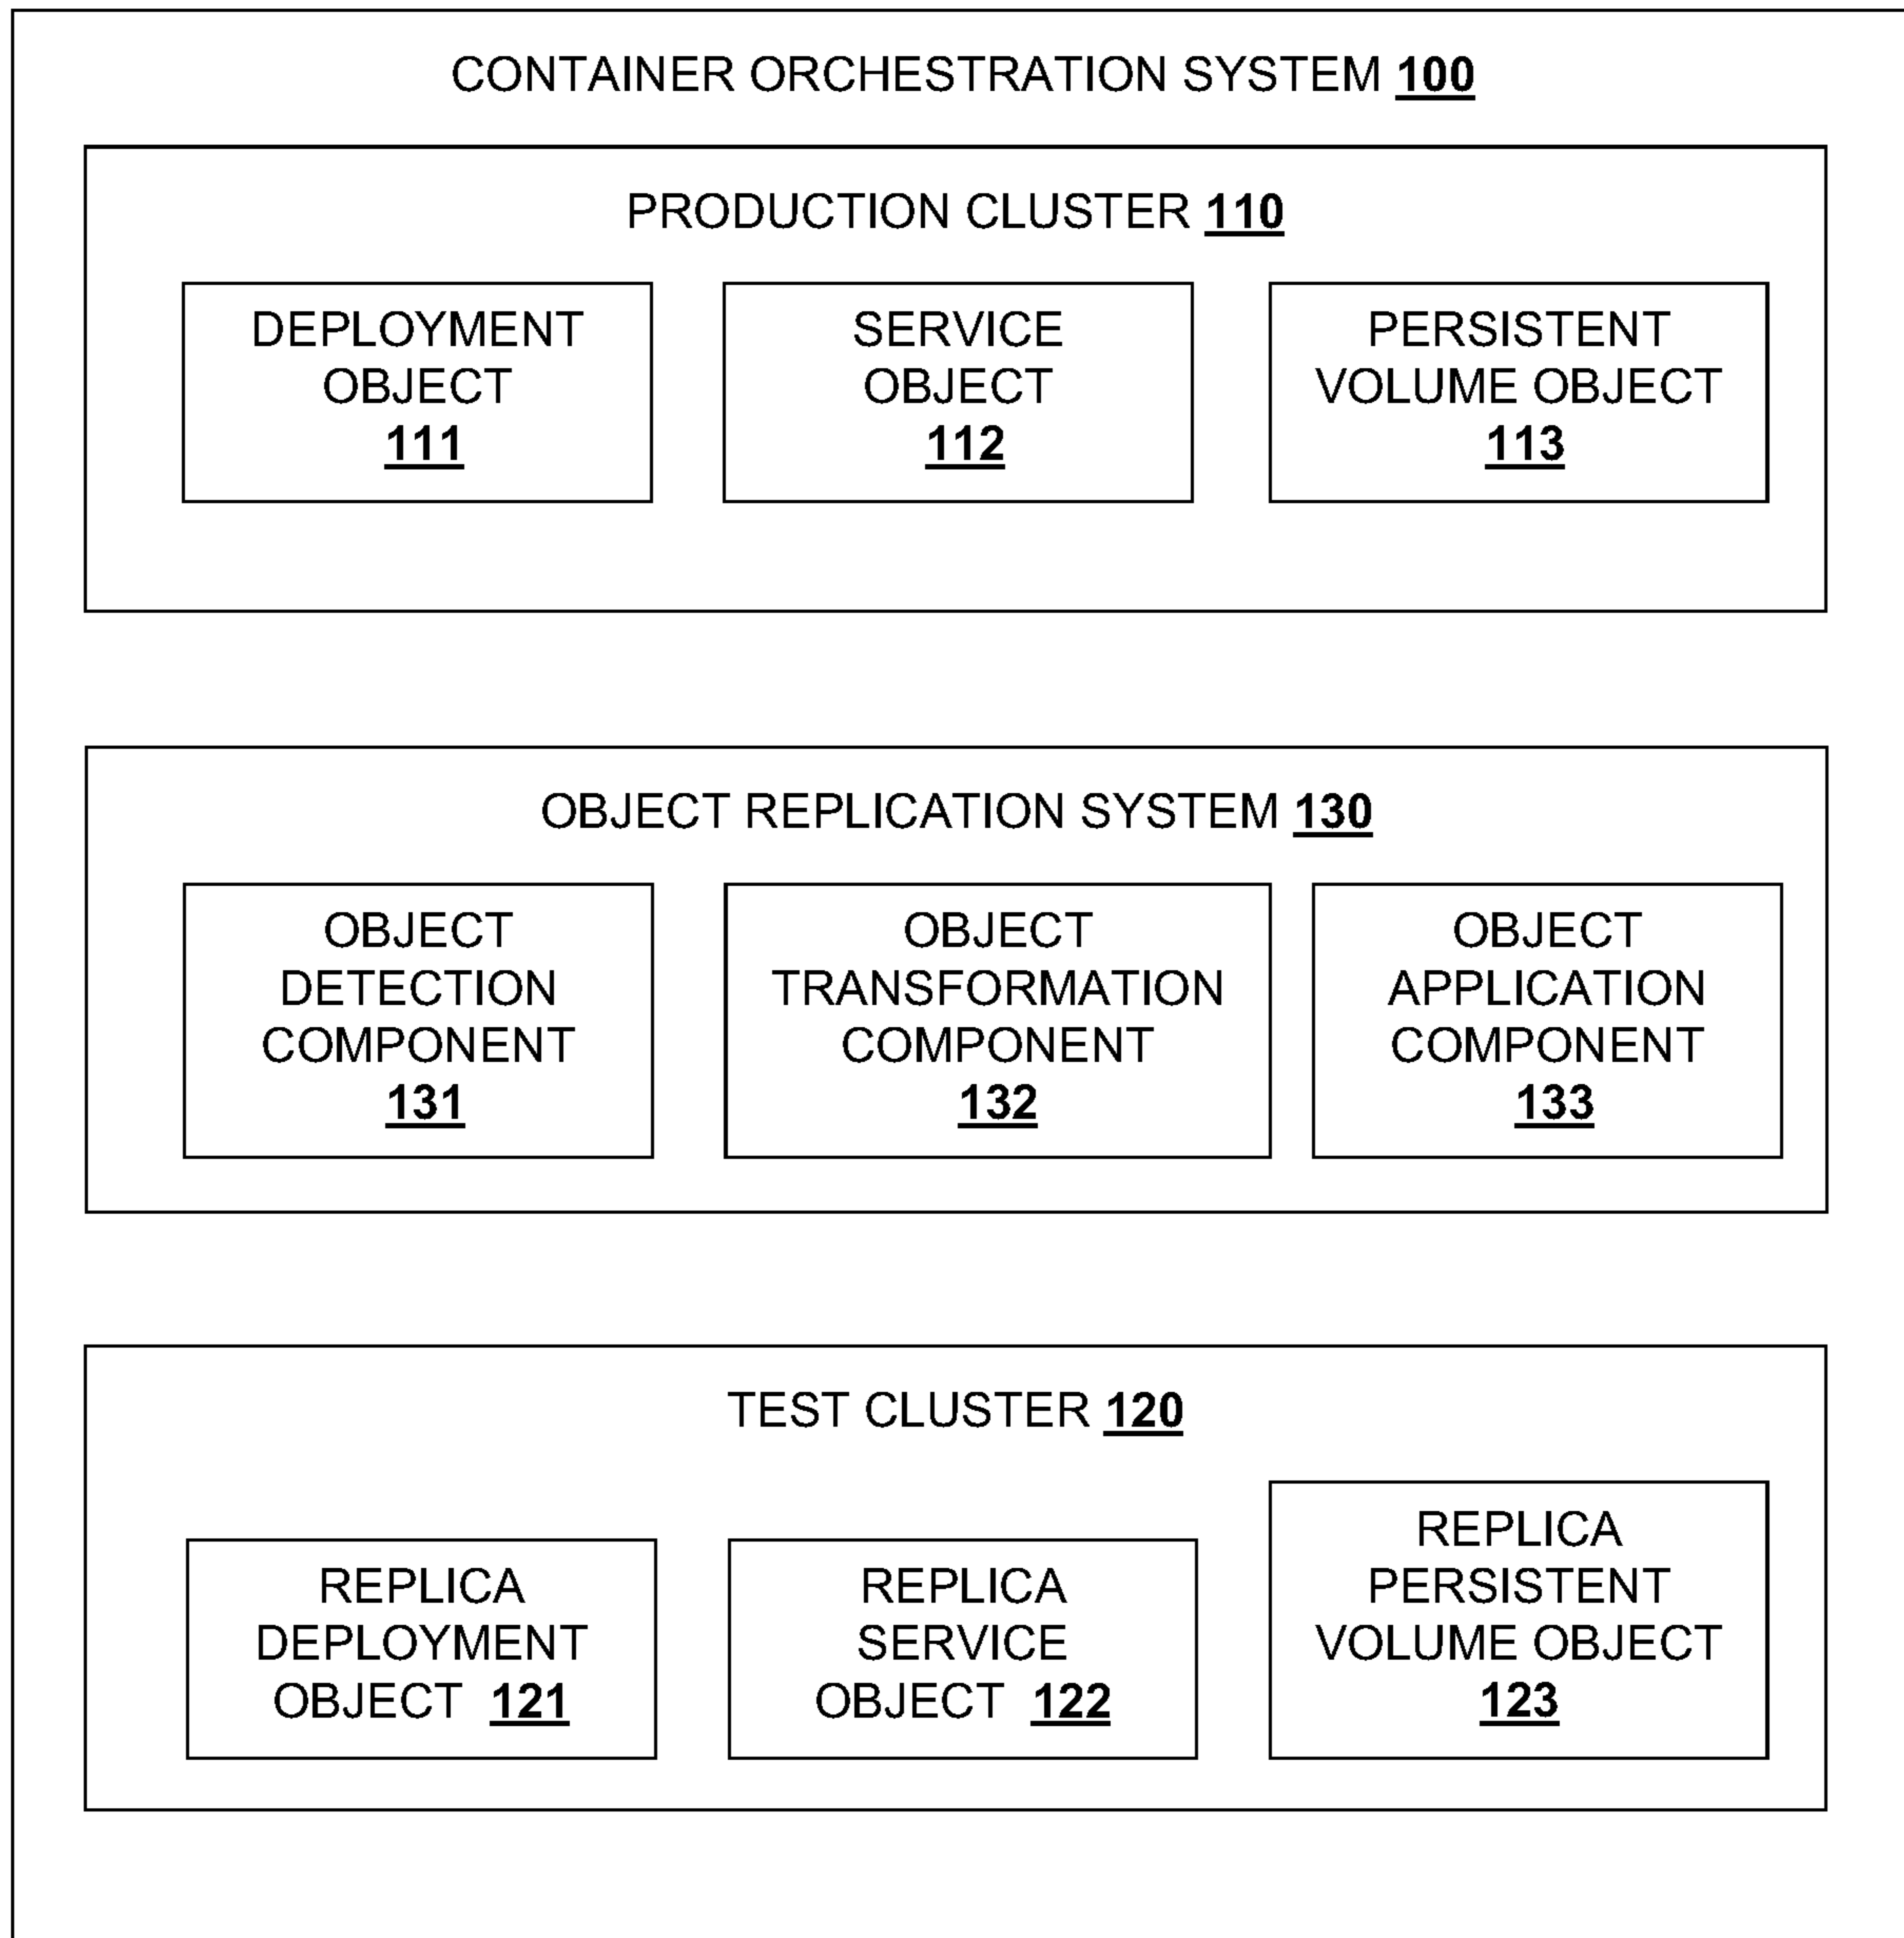 CONTAINER ORCHESTRATION SYSTEM 100
PRODUCTION CLUSTER 110
DEPLOYMENT
OBJECT
111
SERVICE
OBJECT
112
PERSISTENT
VOLUME OBJECT
113
OBJECT REPLICATION SYSTEM 130
OBJECT
DETECTION
COMPONENT
131
OBJECT
TRANSFORMATION
COMPONENT
132
OBJECT
APPLICATION
COMPONENT
133
TEST CLUSTER 120
REPLICA
DEPLOYMENT
OBJECT 121
REPLICA
SERVICE
OBJECT 122
REPLICA
PERSISTENT
VOLUME OBJECT
123